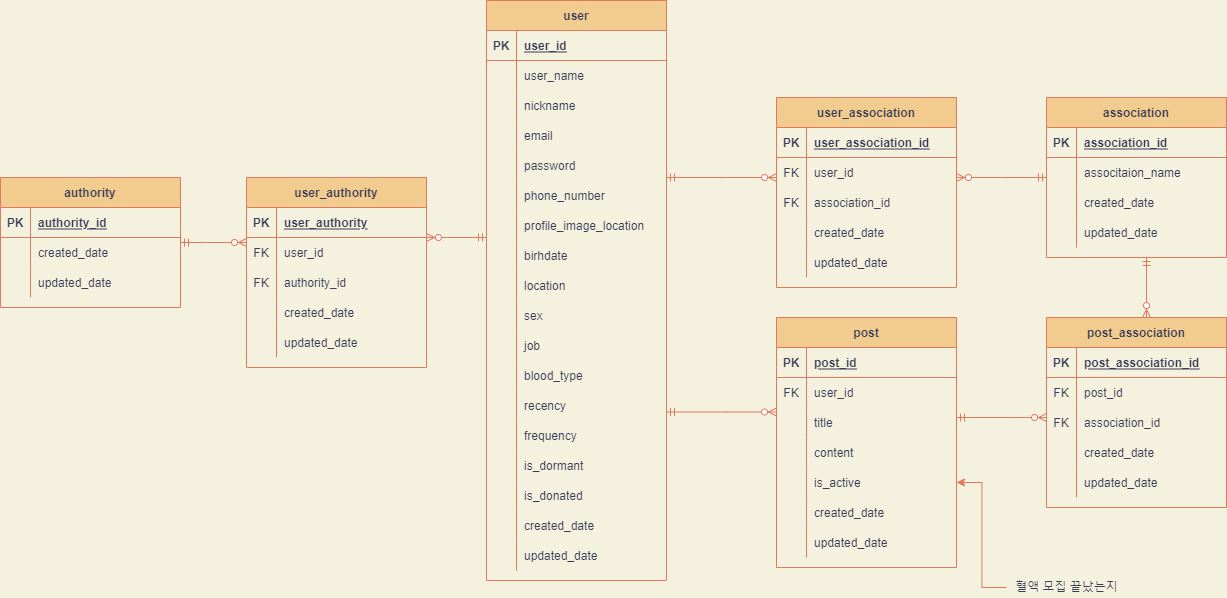 user
PK user_id
user_name
nickname
email
password
phone_number
profile_image_location
birhdate
location
sex
job
blood_type
recency
frequency
is_dormant
is_donated
created_date
updated_date
authority
PK authority_id
created_date
updated_date
user_authority
PK user_authority
FK user_id
FK authority_id
created_date
updated_date
user_association
PK user_association_id
FK user_id
FK association_id
created_date
updated_date
association
PK association_id
associtaion_name
created_date
updated_date
post
PK post_id
FK user_id
title
content
is_active
created_date
updated_date
post_association
PK post_association_id
FK post_id
FK association_id
created_date
updated_date
혈액 모집 끝났는지